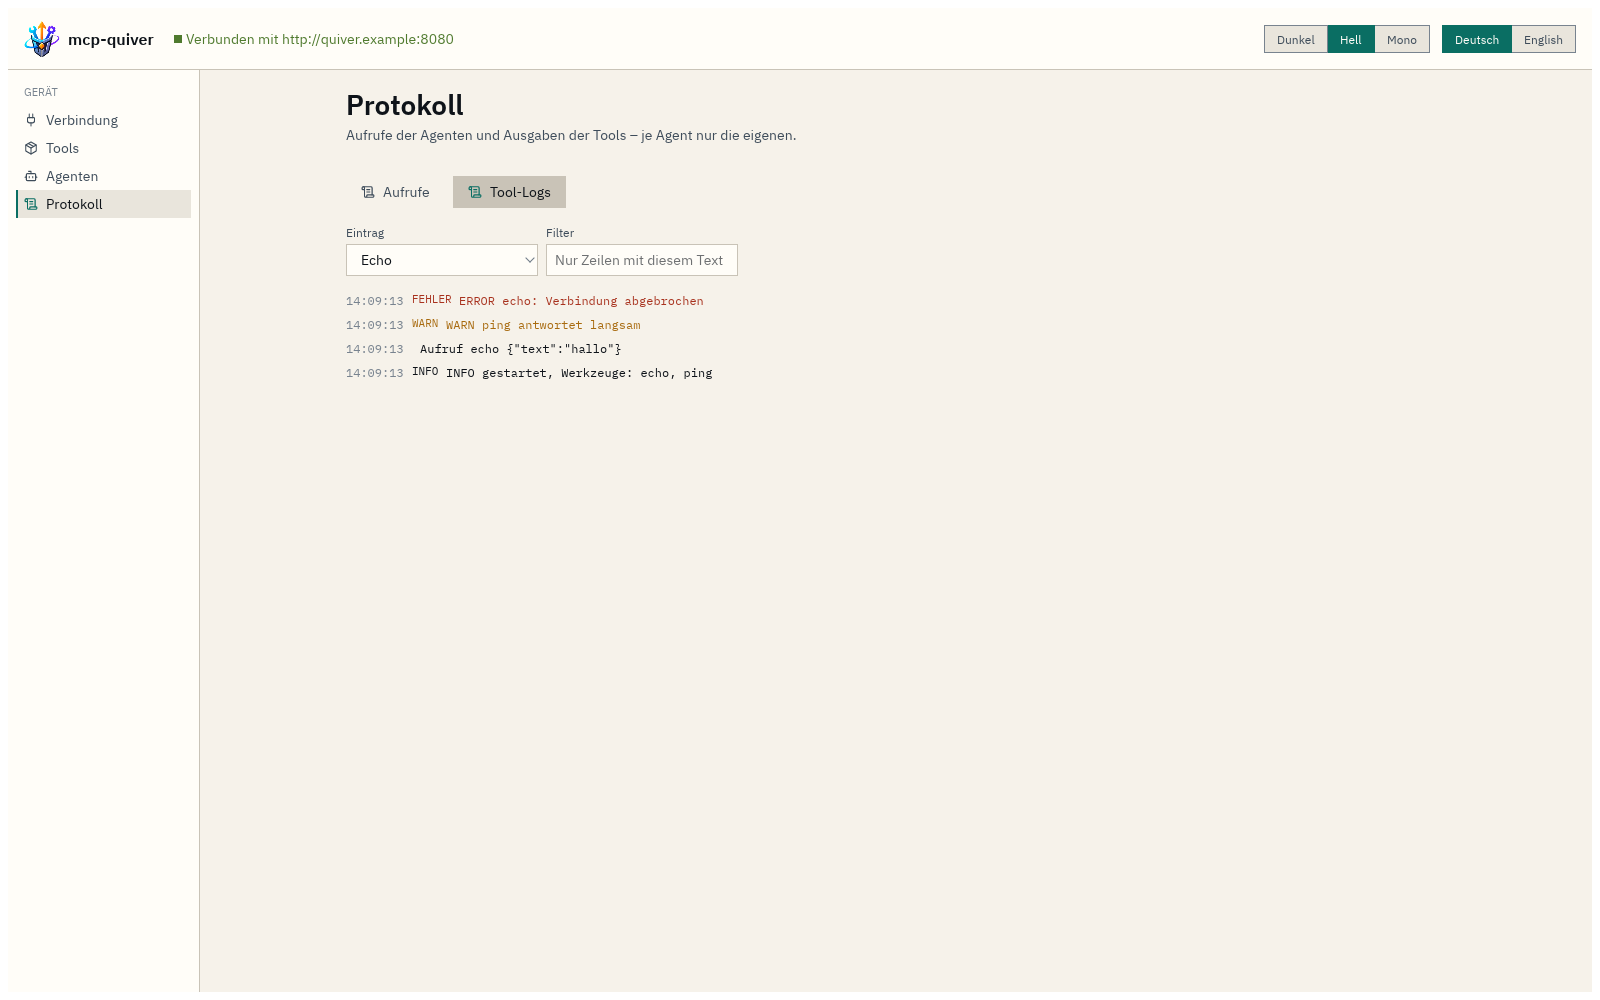 mcp-quiver
Verbunden mit http://quiver.example:8080
Dunkel Hell Mono Deutsch English
GERÄT
Verbindung
Tools
Agenten
Protokoll
Protokoll
Aufrufe der Agenten und Ausgaben der Tools – je Agent nur die eigenen.
Aufrufe Tool-Logs
Eintrag Filter
Echo Nur Zeilen mit diesem Text
14:09:13 FEHLER ERROR echo: Verbindung abgebrochen
14:09:13 WARN WARN ping antwortet langsam
14:09:13 Aufruf echo {"text":"hallo"}
14:09:13 INFO INFO gestartet, Werkzeuge: echo, ping